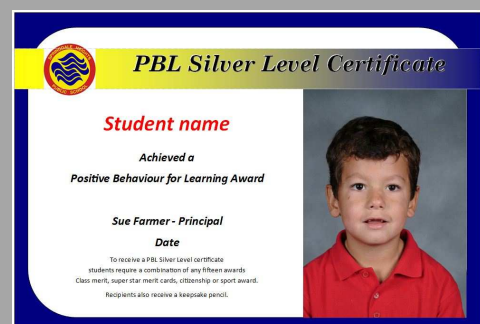 PBL Silver Level Certificate
PUBLIC SCHOOL
Student name
Achieved a
Positive Behaviour for Learning Award
Sue Farmer - Principal
Date
To receive a PBL Silver Level certificate
students require a combination of any fifteen awards
Class merit, super star merit cards, citizenship or sport award.
Recipients also receive a keepsake pencil.